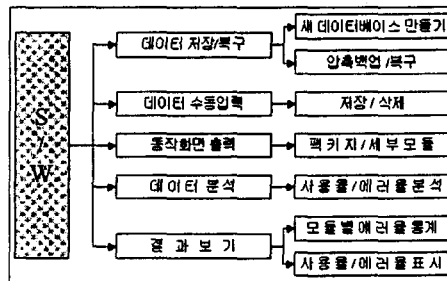 S/W
데이터 저장/복구
새 데이터베이스 만들기
압축백업/복구
데이터 수동입력
저장/삭제
동작화면 출력
팩키지/세부모듈
데이터 분석
사용율/에러율분석
결과보기
모듈별에러율통계
사용율/에러율표시